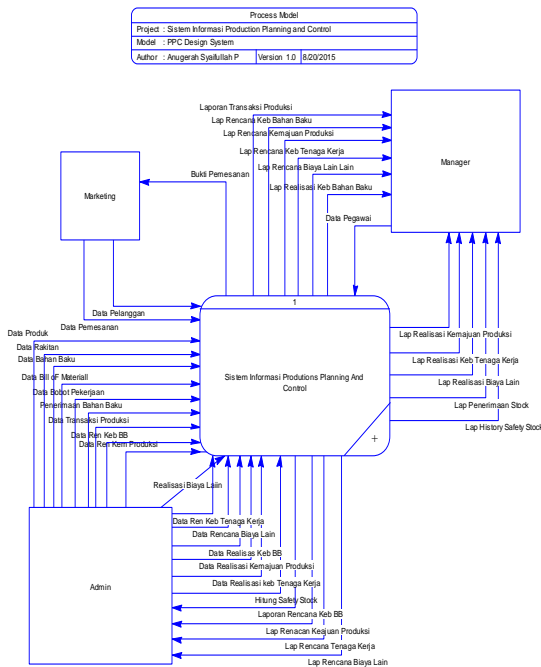 Process Model
Project : Sistem Informasi Production Planning and Control
Model : PPC Design System
Author : Anugerah Syaifullah P Version 1.0 8/20/2015
Laporan Transaksi Produksi
Lap Rencana Keb Bahan Baku
Lap Rencana Kemajuan Produksi
Lap Rencana Keb Tenaga Kerja
Lap Rencana Biaya Lain Lain
Lap Realisasi Keb Bahan Baku
Manager
Marketing
Bukti Pemesanan
Data Pegawai
1
Data Pelanggan
Data Pemesanan
Data Produk
Data Rakitan
Data Bahan Baku
Data Bill oF Materiall
Data Bobot Pekerjaan
Penerimaan Bahan Baku
Data Transaksi Produksi
Data Ren Keb BB
Data Ren Kem Produksi
Sistem Informasi Produtions Planning And
Control
+
Lap Realisasi Kemajuan Produksi
Lap Realisasi Keb Tenaga Kerja
Lap Realisasi Biaya Lain
Lap Penerimaan Stock
Lap History Safety Stock
Realisasi Biaya Laiin
Data Ren Keb Tenaga Kerja
Data Rencana Biaya Lain
Data Realisas Keb BB
Data Realisasi Kemajuan Produksi
Data Realisasi keb Tenaga Kerja
Admin
Hitung Safety Stock
Laporan Rencana Keb BB
Lap Renacan Keajuan Produksi
Lap Rencana Tenaga Kerja
Lap Rencana Biaya Lain